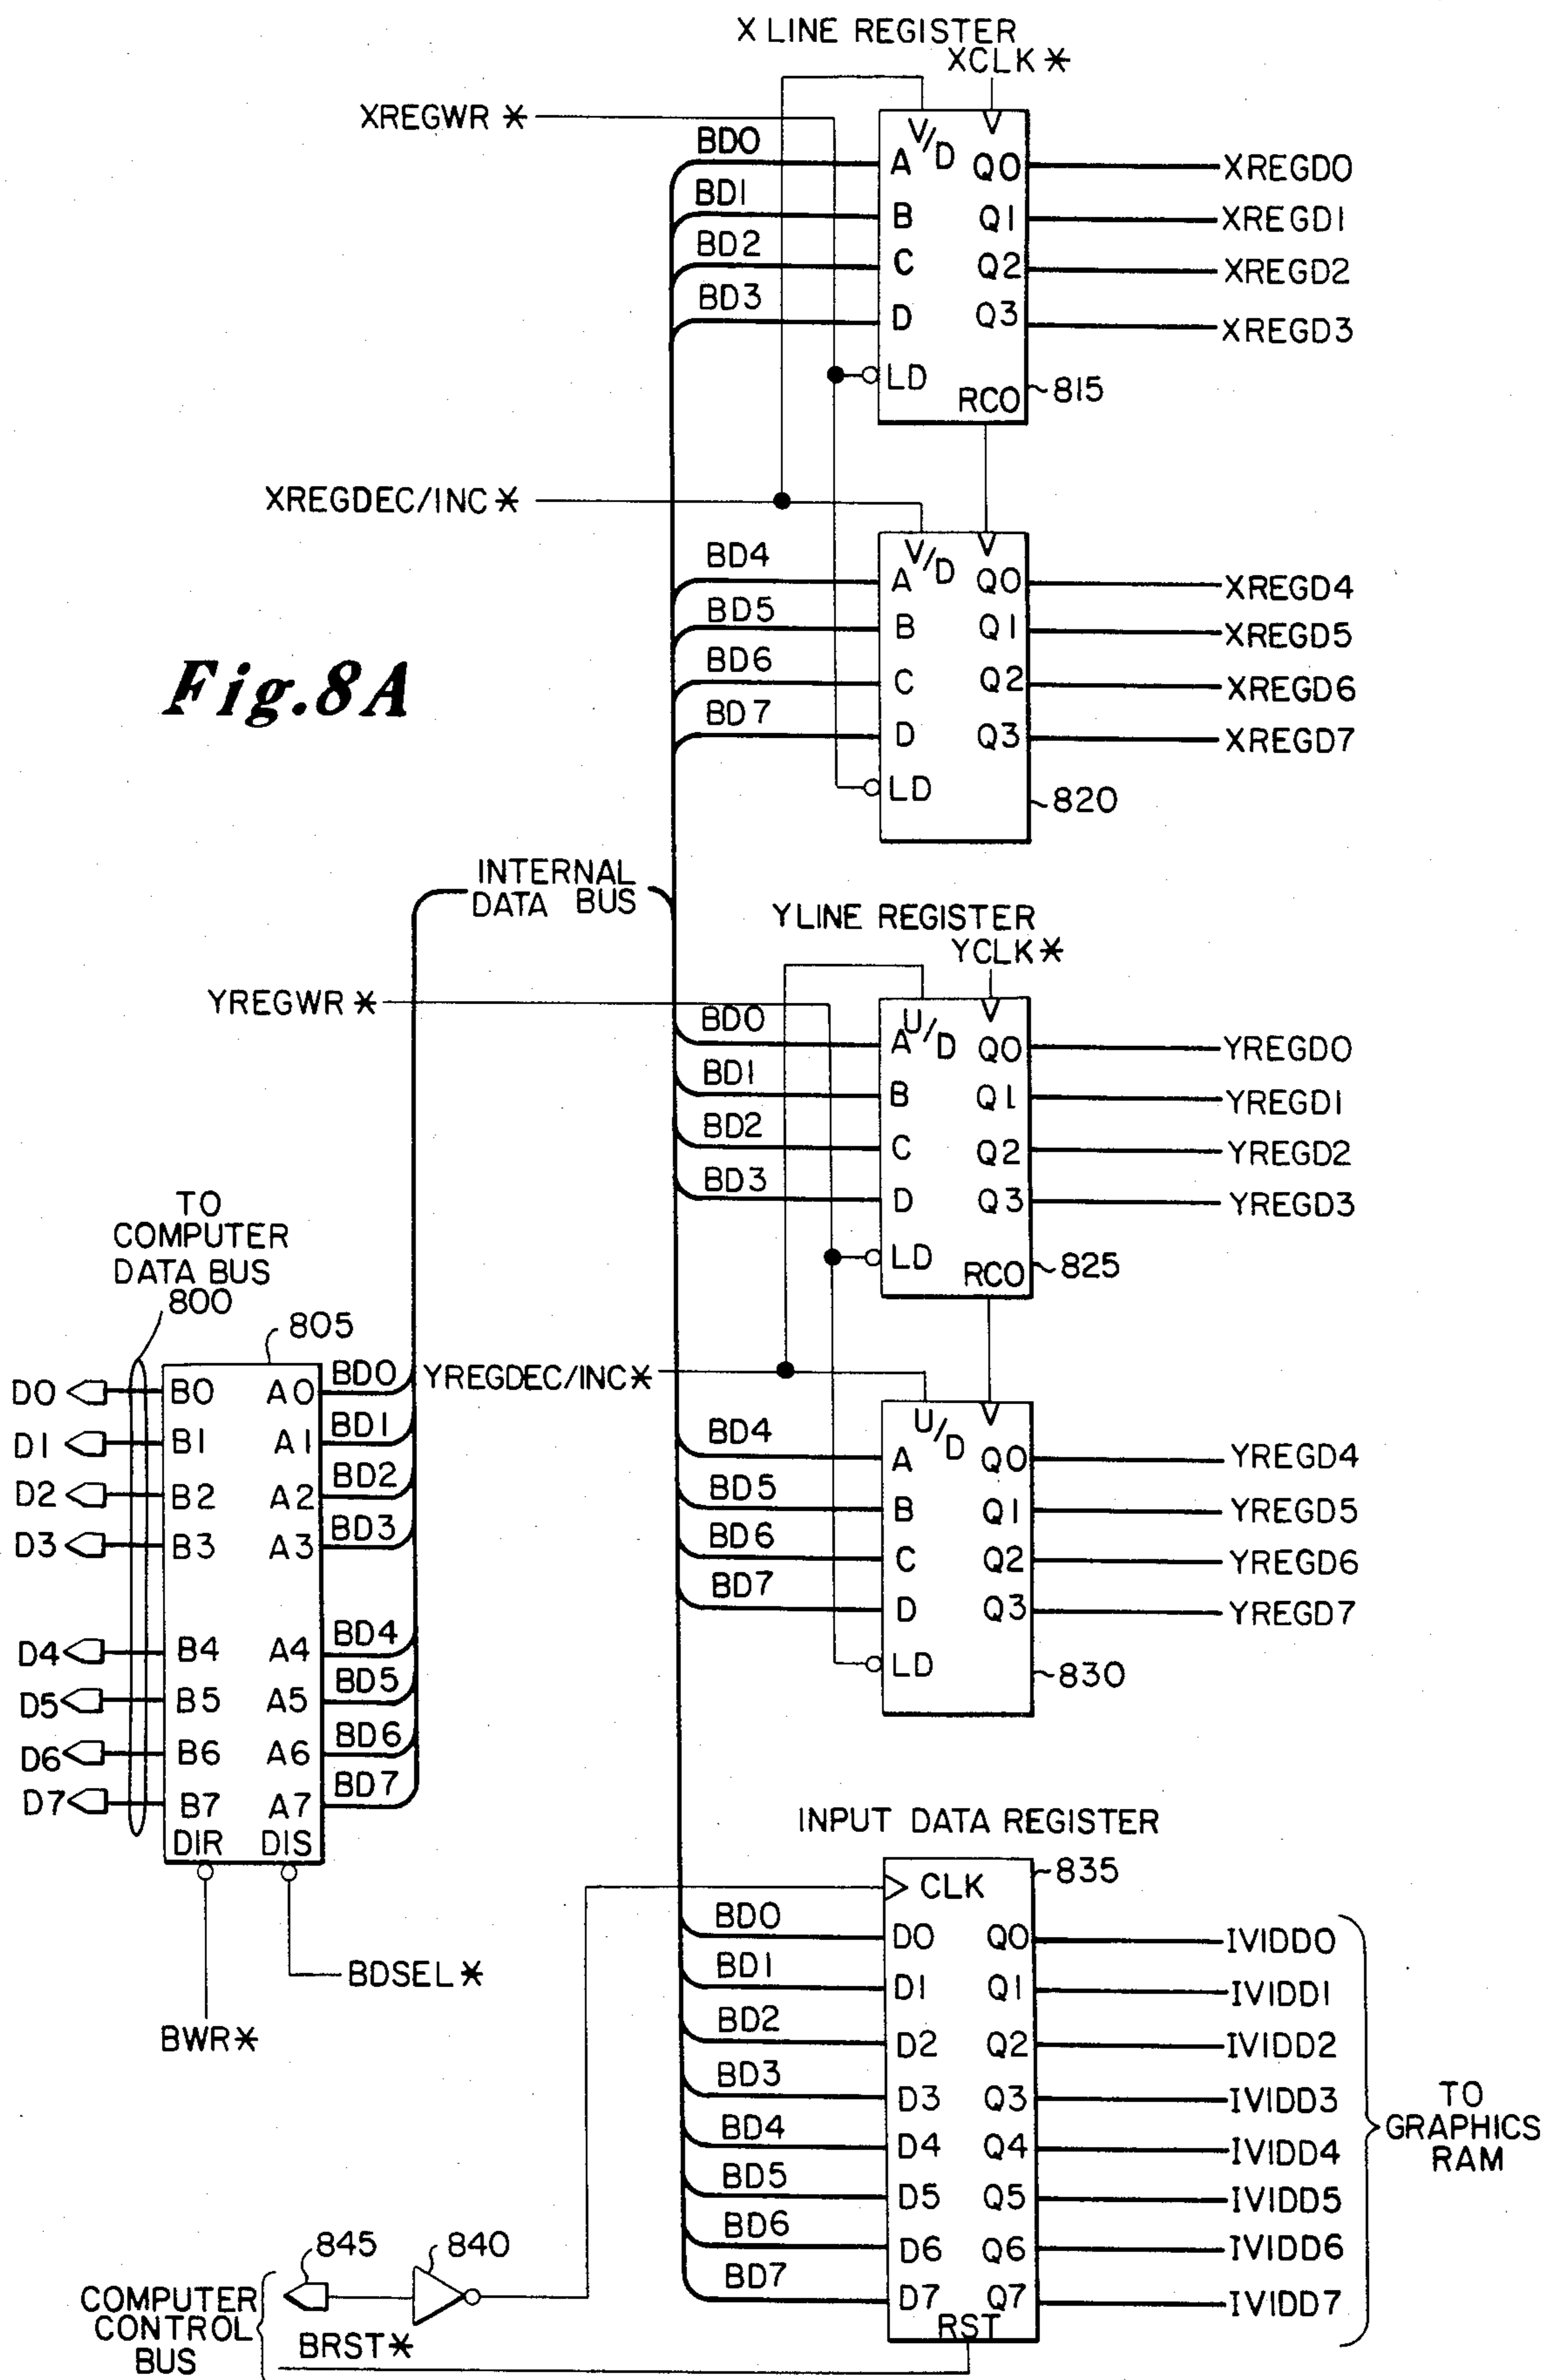 X LINE REGISTER
XCLK*
XREGWR *
BD0 A V/D Q0 XREGD0
BD1 B Q1 XREGD1
BD2 C Q2 XREGD2
BD3 D Q3 XREGD3
LD
RCO 815
XREGDEC/INC*
BD4 A V/D Q0 XREGD4
BD5 B Q1 XREGD5
BD6 C Q2 XREGD6
BD7 D Q3 XREGD7
LD
820
Fig.8A
INTERNAL
DATA BUS
Y LINE REGISTER
YCLK*
YREGWR*
BD0 A U/D Q0 YREGD0
BD1 B Q1 YREGD1
BD2 C Q2 YREGD2
BD3 D Q3 YREGD3
LD
RCO 825
YREGDEC/INC*
BD4 A U/D Q0 YREGD4
BD5 B Q1 YREGD5
BD6 C Q2 YREGD6
BD7 D Q3 YREGD7
LD
830
TO
COMPUTER
DATA BUS
800
805
D0 B0 A0 BD0
D1 B1 A1 BD1
D2 B2 A2 BD2
D3 B3 A3 BD3
D4 B4 A4 BD4
D5 B5 A5 BD5
D6 B6 A6 BD6
D7 B7 A7 BD7
DIR DIS
BDSEL*
BWR*
INPUT DATA REGISTER
835
CLK
BD0 D0 Q0 IVIDD0
BD1 D1 Q1 IVIDD1
BD2 D2 Q2 IVIDD2
BD3 D3 Q3 IVIDD3
BD4 D4 Q4 IVIDD4
BD5 D5 Q5 IVIDD5
BD6 D6 Q6 IVIDD6
BD7 D7 Q7 IVIDD7
RST
TO
GRAPHICS
RAM
845 840
COMPUTER
CONTROL
BUS
BRST*